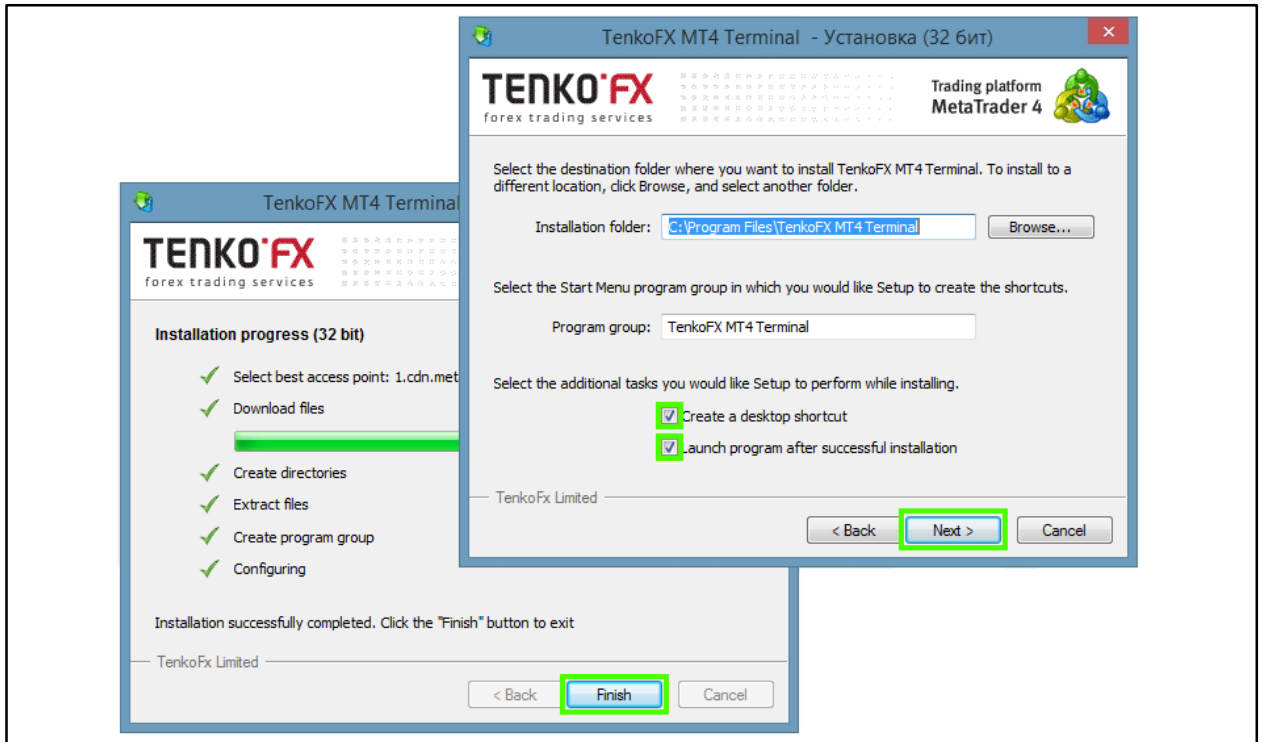 TenkoFX MT4 Terminal - Установка (32 бит)
TENKO FX
forex trading services
Trading platform
MetaTrader 4
Select the destination folder where you want to install TenkoFX MT4 Terminal. To install to a
different location, click Browse, and select another folder.
Installation folder: C:\Program Files\TenkoFX MT4 Terminal Browse...
Select the Start Menu program group in which you would like Setup to create the shortcuts.
Program group: TenkoFX MT4 Terminal
Select the additional tasks you would like Setup to perform while installing.
Create a desktop shortcut
Launch program after successful installation
TenkoFx Limited
< Back Next > Cancel
TenkoFX MT4 Terminal
TENKO FX
forex trading services
Installation progress (32 bit)
Select best access point: 1.cdn.met
Download files
Create directories
Extract files
Create program group
Configuring
Installation successfully completed. Click the "Finish" button to exit
TenkoFx Limited
< Back Finish Cancel